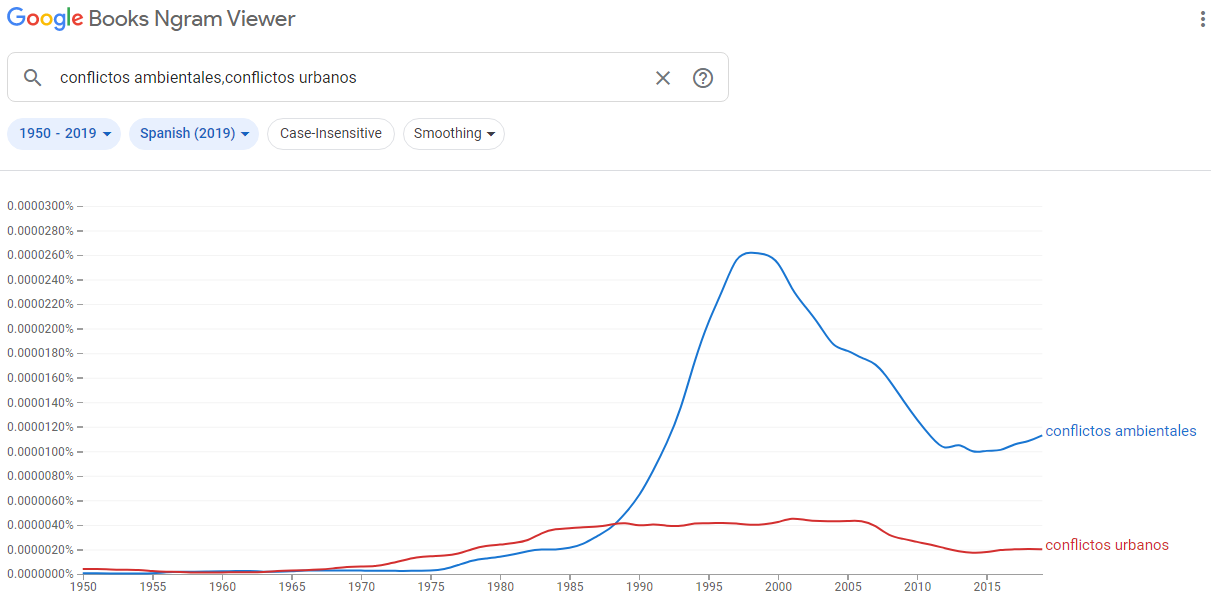 Google Books Ngram Viewer
conflictos ambientales,conflictos urbanos
1950 - 2019 Spanish (2019) Case-Insensitive Smoothing
0.0000300%
0.0000280%
0.0000260%
0.0000240%
0.0000220%
0.0000200%
0.0000180%
0.0000160%
0.0000140%
0.0000120%
conflictos ambientales
0.0000100%
0.0000080%
0.0000060%
0.0000040%
0.0000020%
conflictos urbanos
0.0000000%
1950 1955 1960 1965 1970 1975 1980 1985 1990 1995 2000 2005 2010 2015